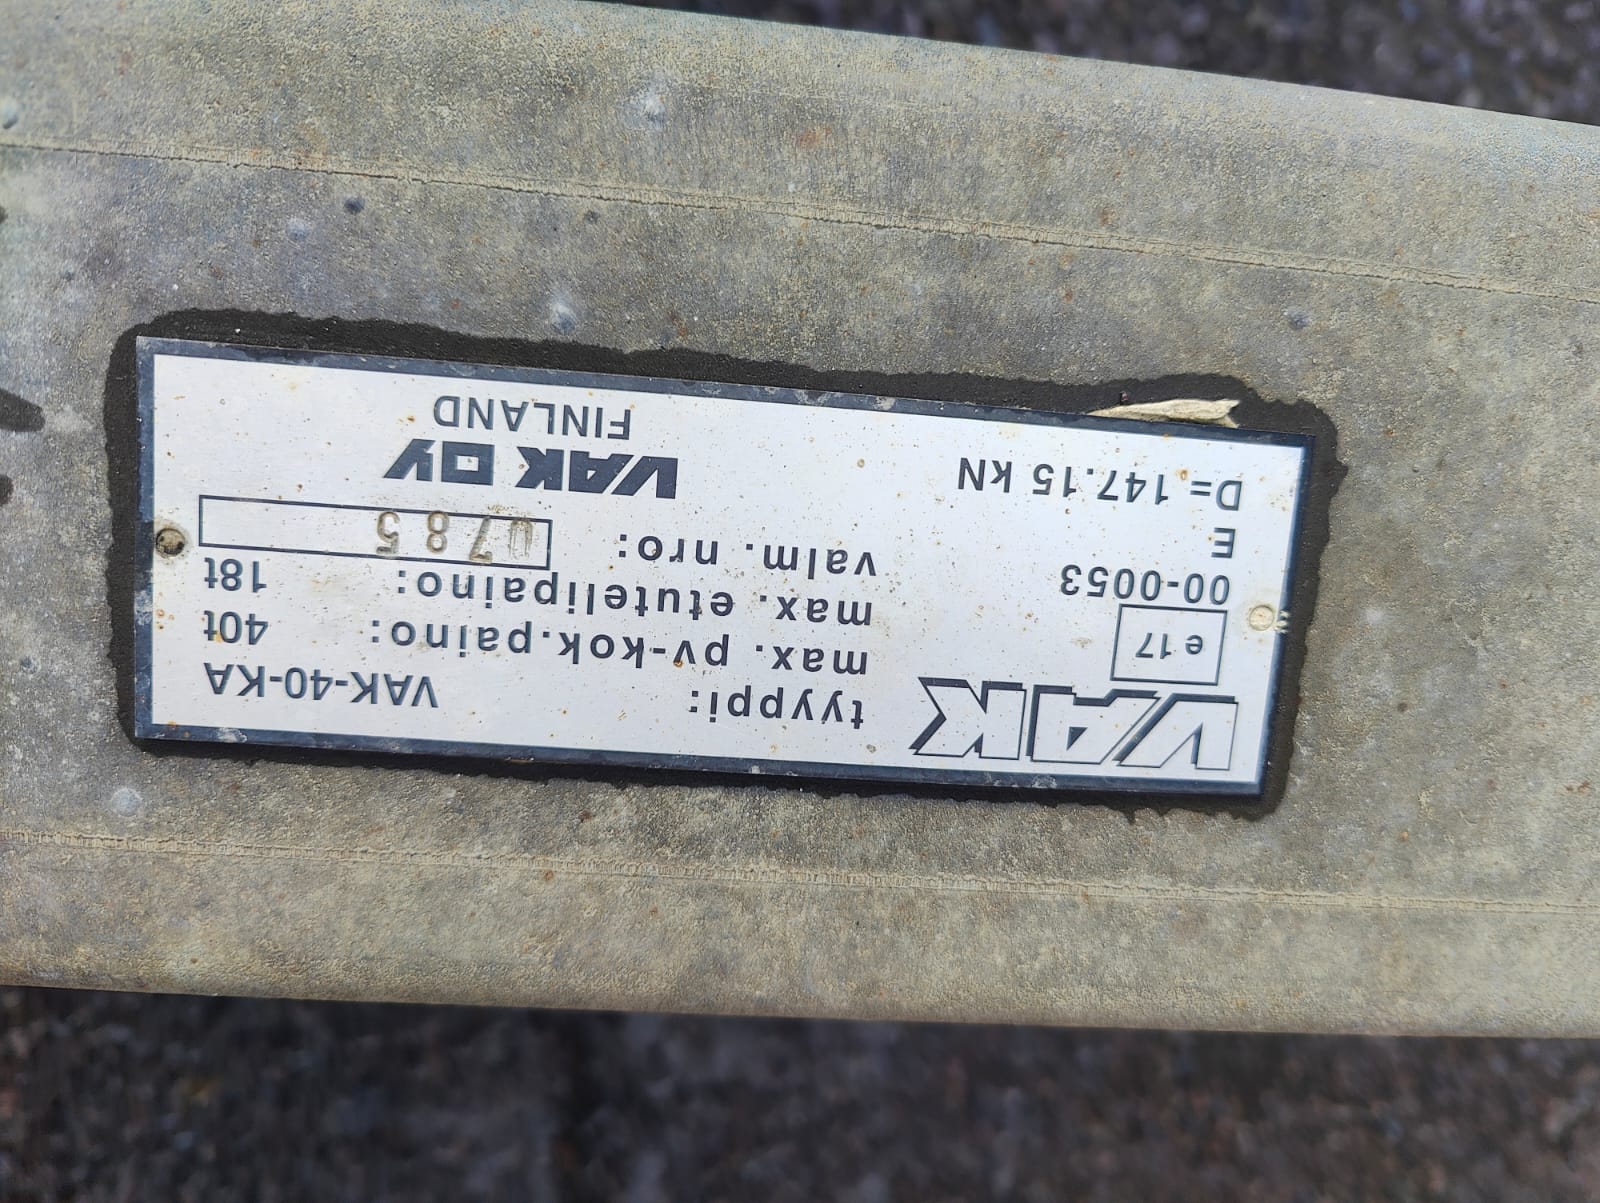 VAK
e 17
00-0053
E
D= 147.15 kN
tyyppi: VAK-40-KA
max. pv-kok.paino: 40t
max. etutelipaino: 18t
valm. nro: 0785
VAK OY
FINLAND